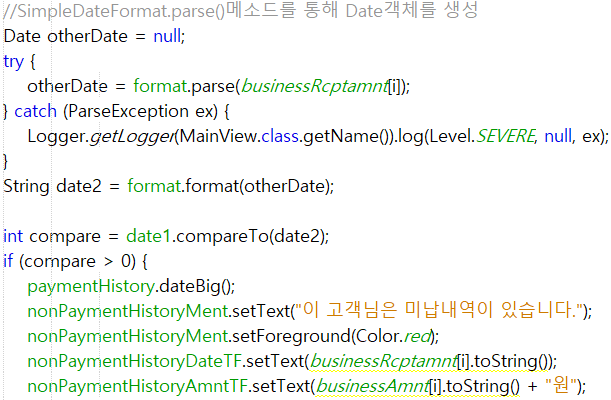 //SimpleDateFormat.parse()메소드를 통해 Date객체를 생성
Date otherDate = null;
try {
otherDate = format.parse(businessRcptamnt[i]);
} catch (ParseException ex) {
Logger.getLogger(MainView.class.getName()).log(Level.SEVERE, null, ex);
}
String date2 = format.format(otherDate);
int compare = date1.compareTo(date2);
if (compare > 0) {
paymentHistory.dateBig();
nonPaymentHistoryMent.setText("이 고객님은 미납내역이 있습니다.");
nonPaymentHistoryMent.setForeground(Color.red);
nonPaymentHistoryDateTF.setText(businessRcptamnt[i].toString());
nonPaymentHistoryAmntTF.setText(businessAmnt[i].toString() + "원");